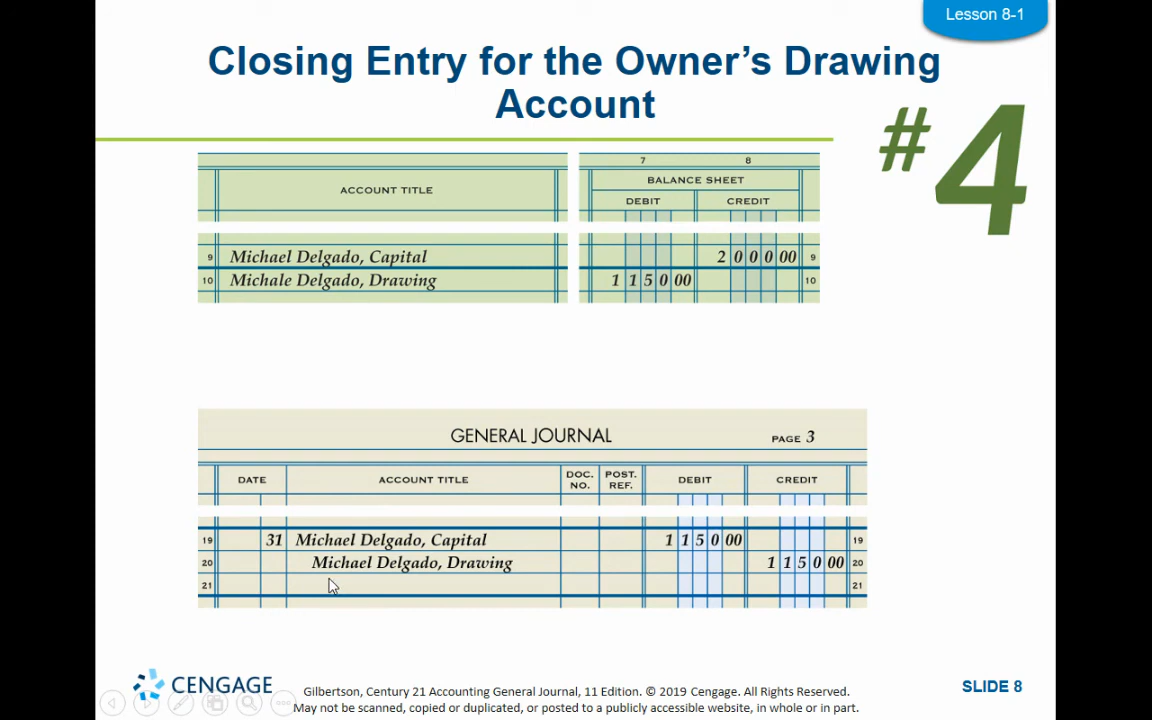 Lesson 8-1
Closing Entry for the Owner’s Drawing
Account
#4
7 8
ACCOUNT TITLE
BALANCE SHEET
DEBIT CREDIT
9 Michael Delgado, Capital 2 0 0 0 00 9
10 Michale Delgado, Drawing 1 1 5 0 00 10
GENERAL JOURNAL PAGE 3
DATE ACCOUNT TITLE DOC. NO. POST. REF. DEBIT CREDIT
19 31 Michael Delgado, Capital 1 1 5 0 00 19
20 Michael Delgado, Drawing 1 1 5 0 00 20
21 21
CENGAGE
Gilbertson, Century 21 Accounting General Journal, 11 Edition. © 2019 Cengage. All Rights Reserved.
May not be scanned, copied or duplicated, or posted to a publicly accessible website, in whole or in part.
SLIDE 8